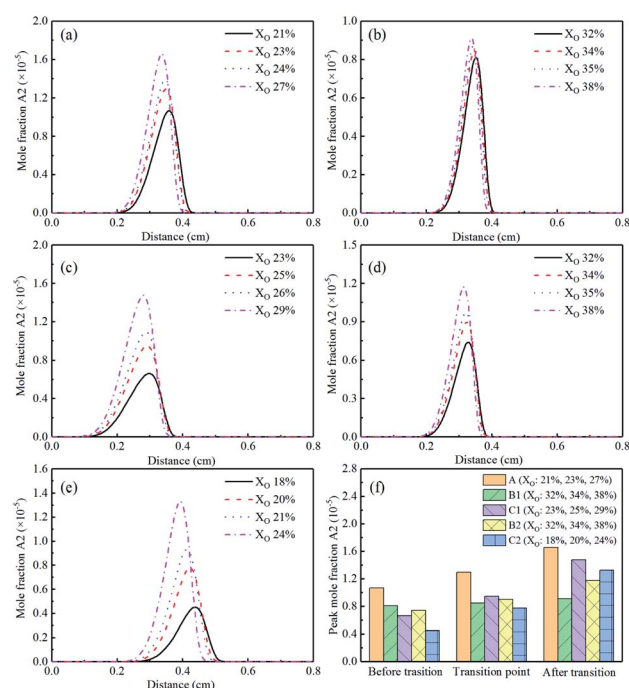 (a)
X_O 21%
X_O 23%
X_O 24%
X_O 27%
Mole fraction A2 (×10⁻⁵)
2.0
1.6
1.2
0.8
0.4
0.0
0.0 0.2 0.4 0.6 0.8
Distance (cm)
(b)
X_O 32%
X_O 34%
X_O 35%
X_O 38%
Mole fraction A2 (×10⁻⁵)
1.0
0.8
0.6
0.4
0.2
0.0
0.0 0.2 0.4 0.6 0.8
Distance (cm)
(c)
X_O 23%
X_O 25%
X_O 26%
X_O 29%
Mole fraction A2 (×10⁻⁵)
2.0
1.6
1.2
0.8
0.4
0.0
0.0 0.2 0.4 0.6 0.8
Distance (cm)
(d)
X_O 32%
X_O 34%
X_O 35%
X_O 38%
Mole fraction A2 (×10⁻⁵)
1.5
1.2
0.9
0.6
0.3
0.0
0.0 0.2 0.4 0.6 0.8
Distance (cm)
(e)
X_O 18%
X_O 20%
X_O 21%
X_O 24%
Mole fraction A2 (×10⁻⁵)
1.6
1.4
1.2
1.0
0.8
0.6
0.4
0.2
0.0
0.0 0.2 0.4 0.6 0.8
Distance (cm)
(f)
A (X_O: 21%, 23%, 27%)
B1 (X_O: 32%, 34%, 38%)
C1 (X_O: 23%, 25%, 29%)
B2 (X_O: 32%, 34%, 38%)
C2 (X_O: 18%, 20%, 24%)
Peak mole fraction A2 (×10⁻⁵)
2.8
2.4
2.0
1.6
1.2
0.8
0.4
0.0
Before trasition Transition point After transition